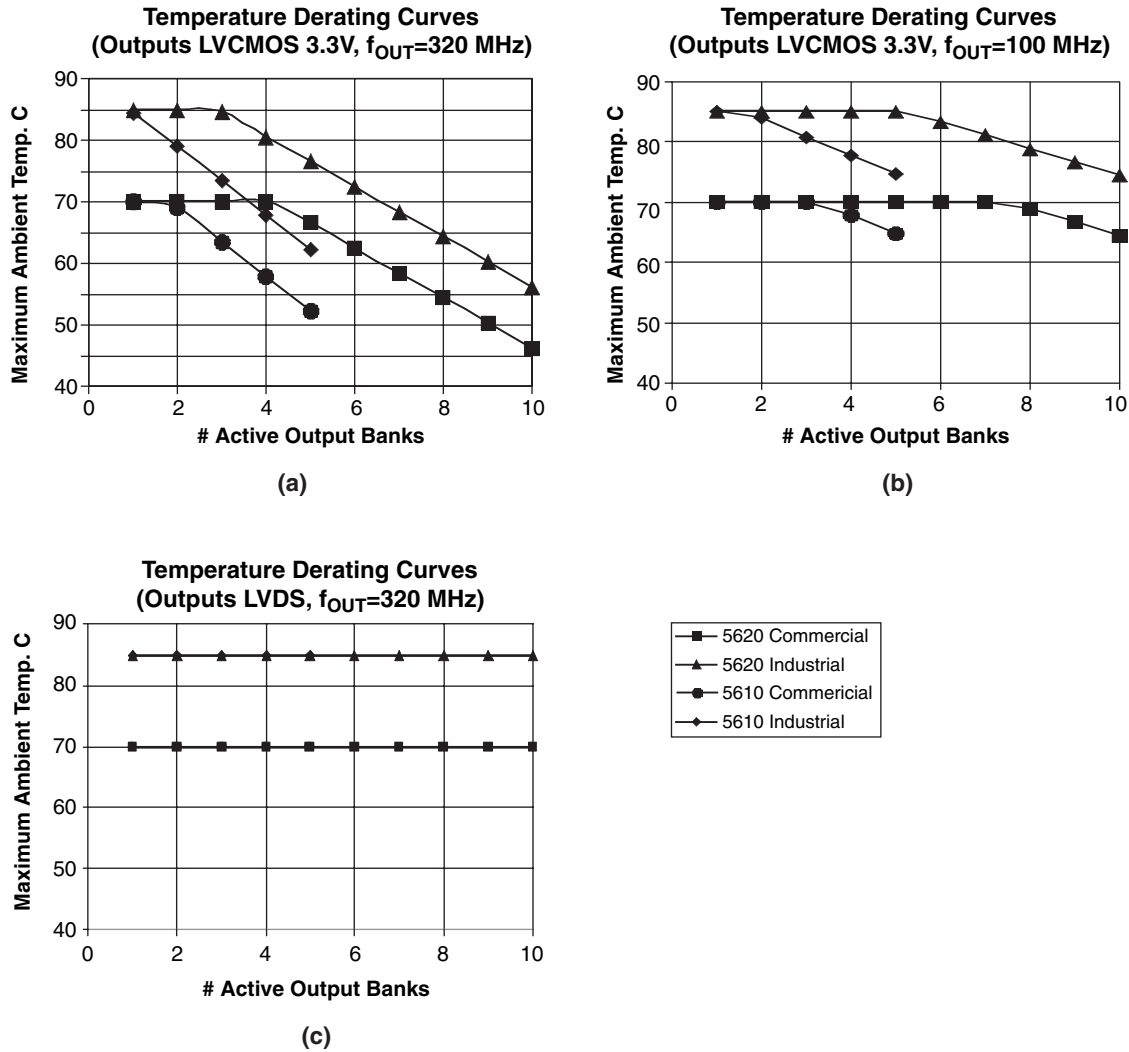 Temperature Derating Curves
(Outputs LVCMOS 3.3V, fOUT=320 MHz)
90
80
70
60
50
40
0
2
4
6
8
10
Maximum Ambient Temp. C
# Active Output Banks
(a)
Temperature Derating Curves
(Outputs LVCMOS 3.3V, fOUT=100 MHz)
90
80
70
60
50
40
0
2
4
6
8
10
Maximum Ambient Temp. C
# Active Output Banks
(b)
Temperature Derating Curves
(Outputs LVDS, fOUT=320 MHz)
90
80
70
60
50
40
0
2
4
6
8
10
Maximum Ambient Temp. C
# Active Output Banks
(c)
5620 Commercial
5620 Industrial
5610 Commericial
5610 Industrial